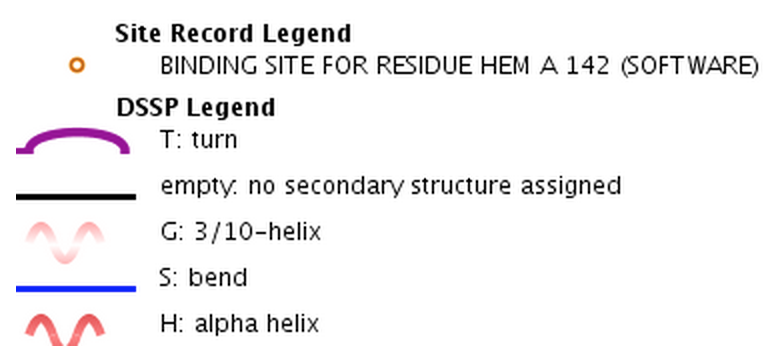 Site Record Legend
BINDING SITE FOR RESIDUE HEM A 142 (SOFTWARE)
DSSP Legend
T: turn
empty: no secondary structure assigned
G: 3/10-helix
S: bend
H: alpha helix